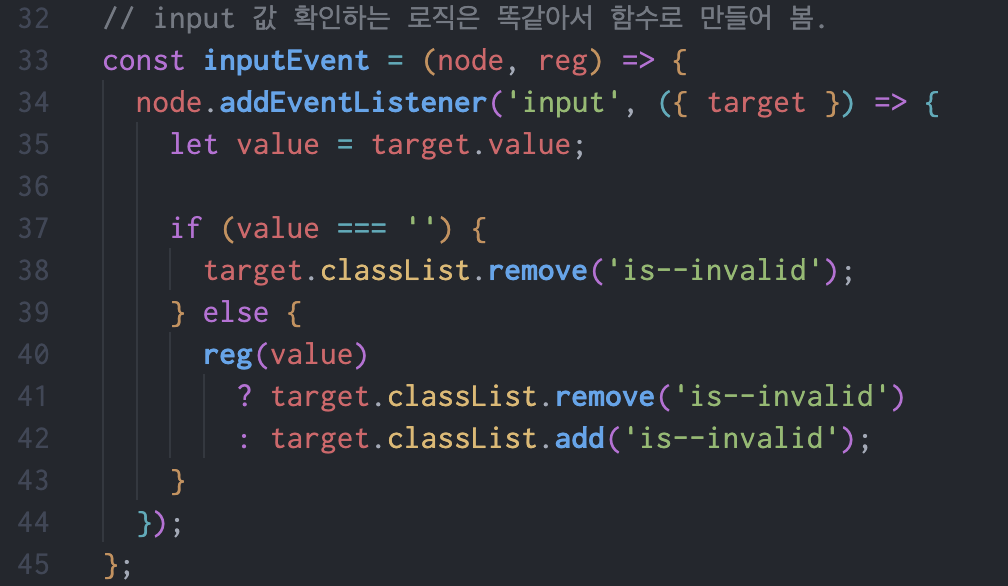 32 // input 값 확인하는 로직은 똑같아서 함수로 만들어 봄.
33 const inputEvent = (node, reg) => {
34 node.addEventListener('input', ({ target }) => {
35 let value = target.value;
36
37 if (value === '') {
38 target.classList.remove('is--invalid');
39 } else {
40 reg(value)
41 ? target.classList.remove('is--invalid')
42 : target.classList.add('is--invalid');
43 }
44 });
45 };